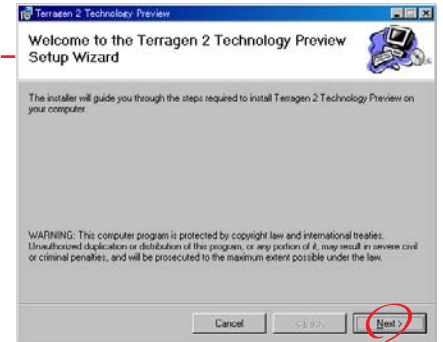 Terragen 2 Technology Preview
Welcome to the Terragen 2 Technology Preview
Setup Wizard
The installer will guide you through the steps required to install Terragen 2 Technology Preview on
your computer.
WARNING: This computer program is protected by copyright law and international treaties.
Unauthorized duplication or distribution of this program, or any portion of it, may result in severe civil
or criminal penalties, and will be prosecuted to the maximum extent possible under the law.
Cancel
< Back
Next >